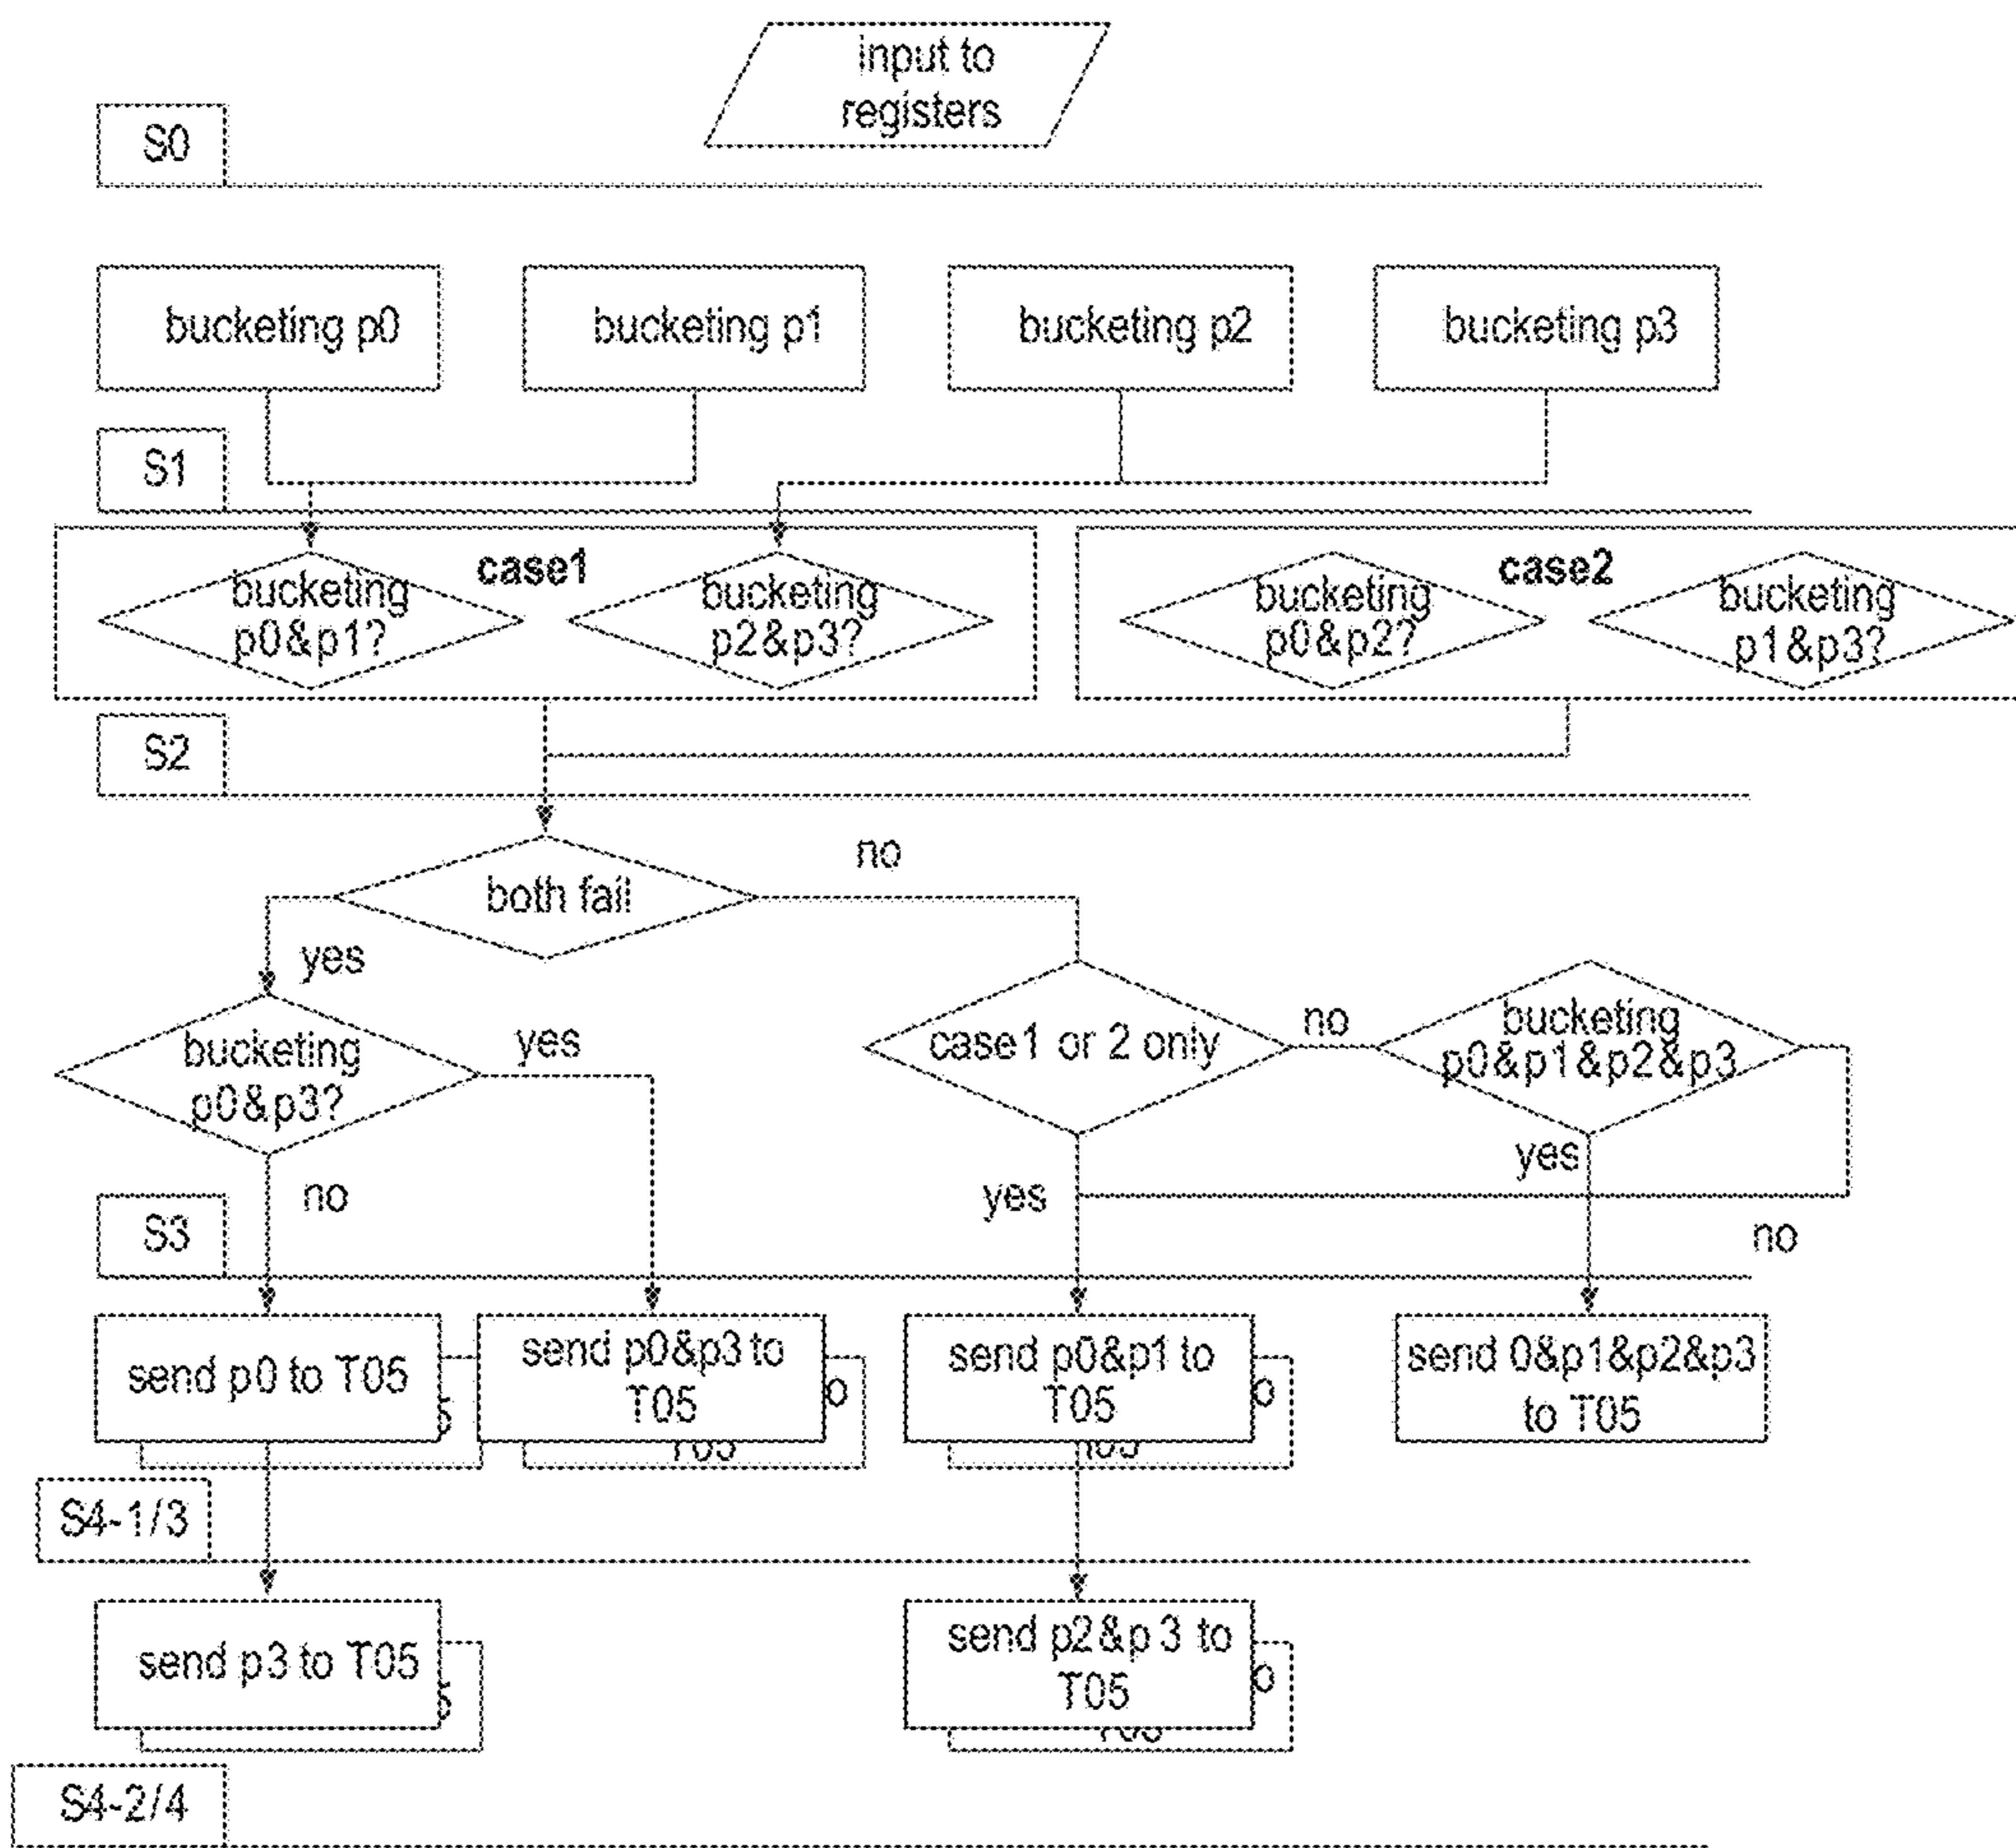 input to
registers
S0
bucketing p0
bucketing p1
bucketing p2
bucketing p3
S1
case1
bucketing
p0&p1?
bucketing
p2&p3?
case2
bucketing
p0&p2?
bucketing
p1&p3?
S2
both fail
no
yes
bucketing
p0&p3?
yes
case1 or 2 only
no
bucketing
p0&p1&p2&p3
yes
no
yes
no
S3
send p0 to T05
send p0&p3 to
T05
send p0&p1 to
T05
send 0&p1&p2&p3
to T05
S4-1/3
send p3 to T05
send p2&p 3 to
T05
S4-2/4